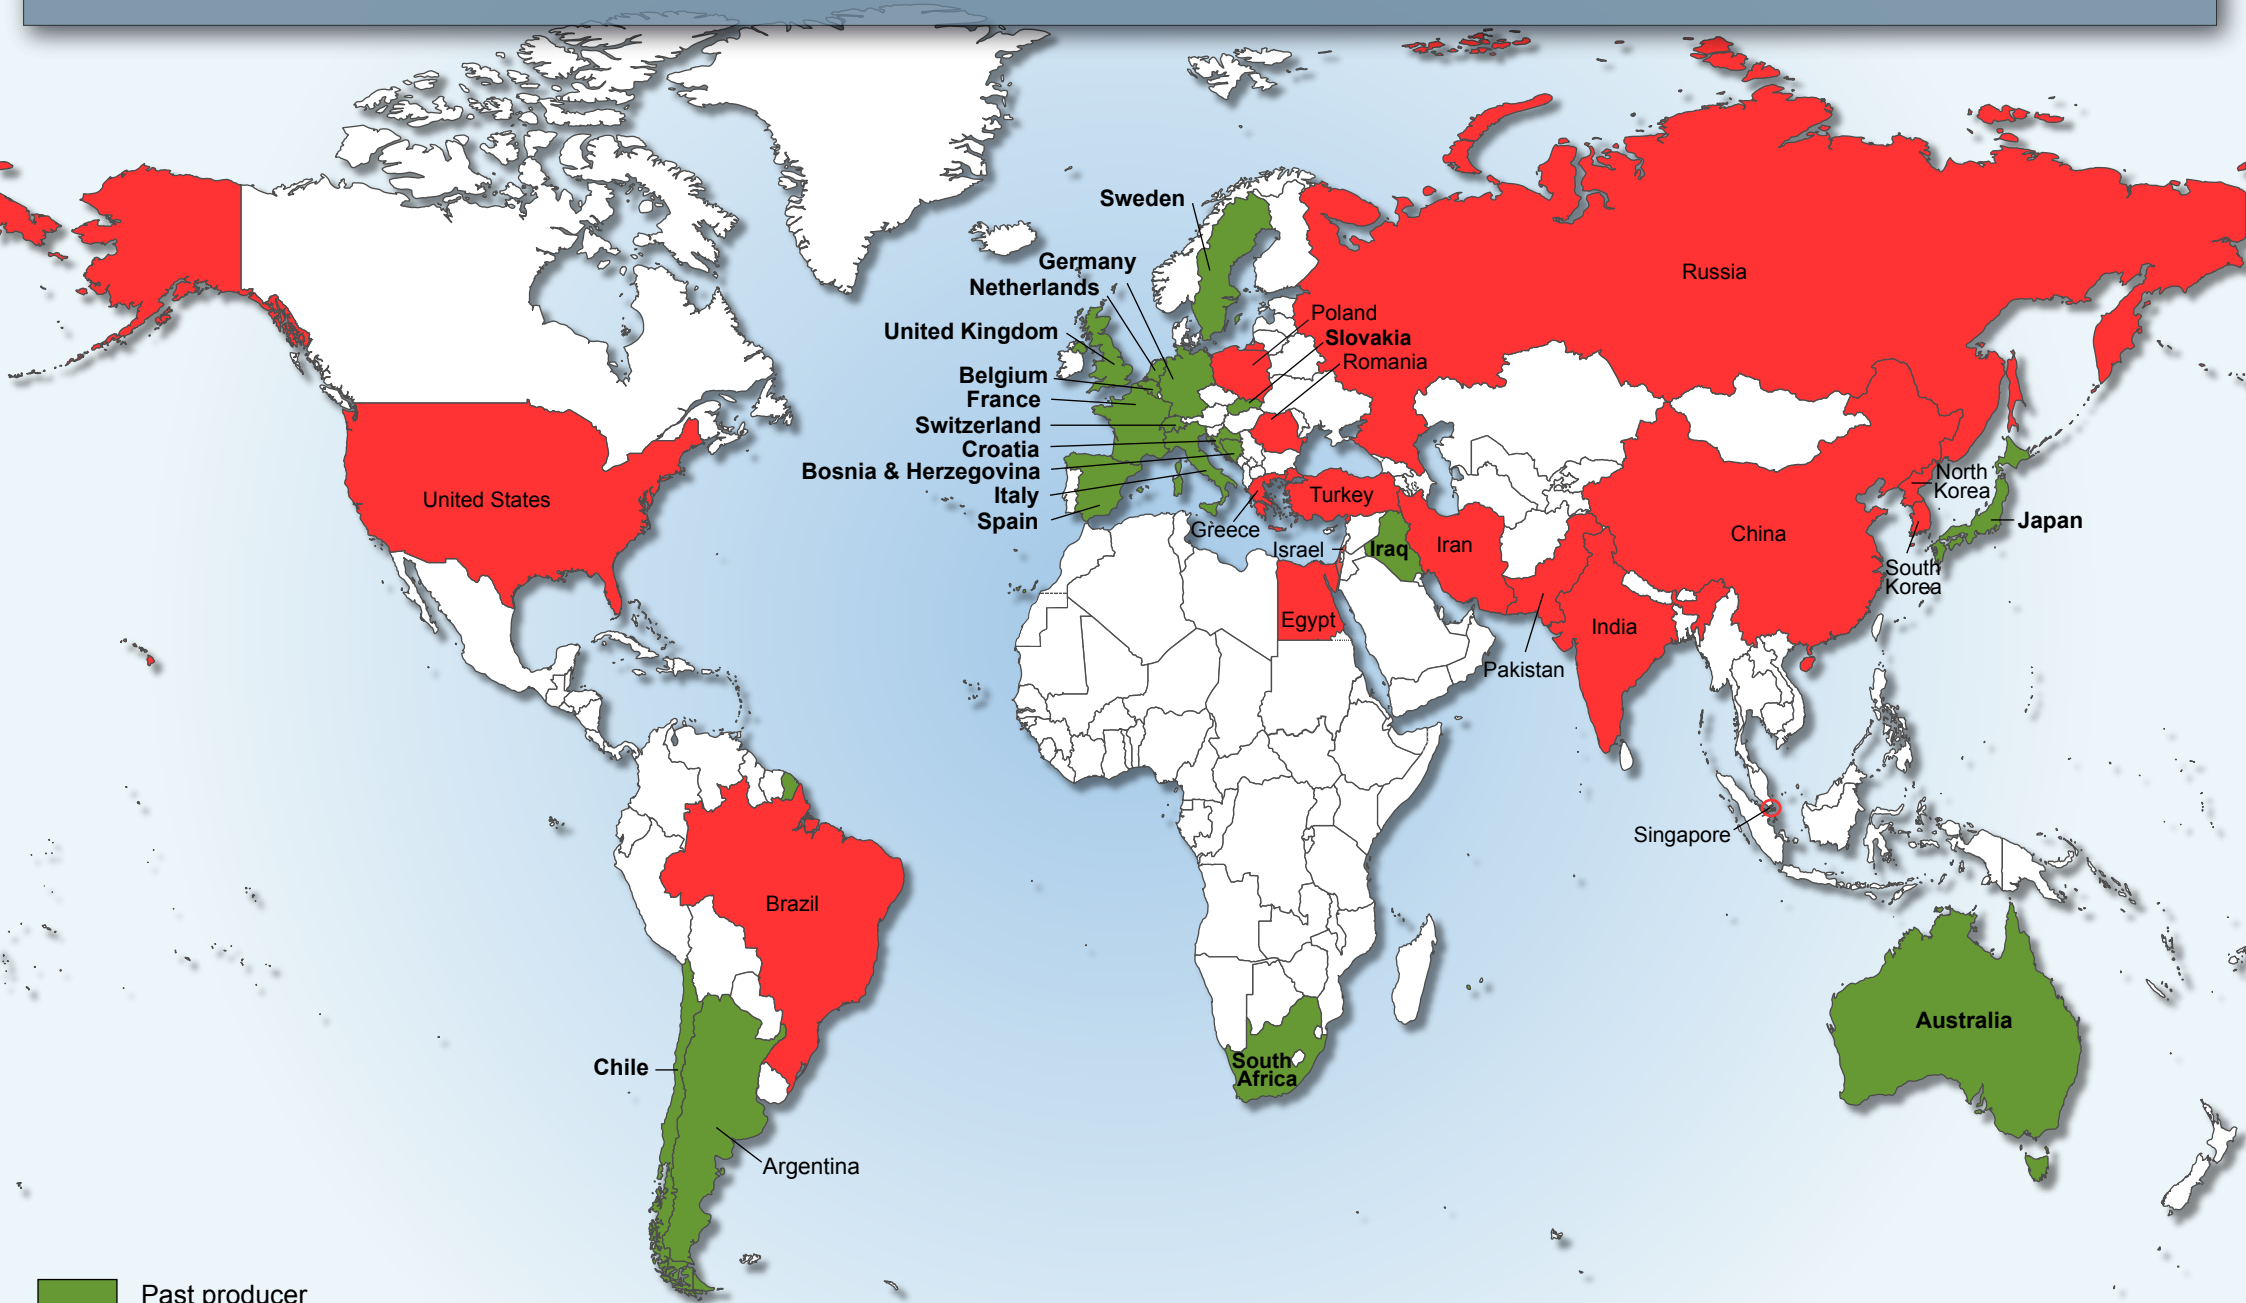 Sweden
Germany
Netherlands
United Kingdom
Belgium
France
Switzerland
Croatia
Bosnia & Herzegovina
Italy
Spain
Poland
Slovakia
Romania
Russia
United States
Turkey
Greece
Israel
Iraq
Iran
Egypt
Pakistan
India
China
North
Korea
South
Korea
Japan
Singapore
Brazil
Chile
Argentina
South
Africa
Australia
Past producer